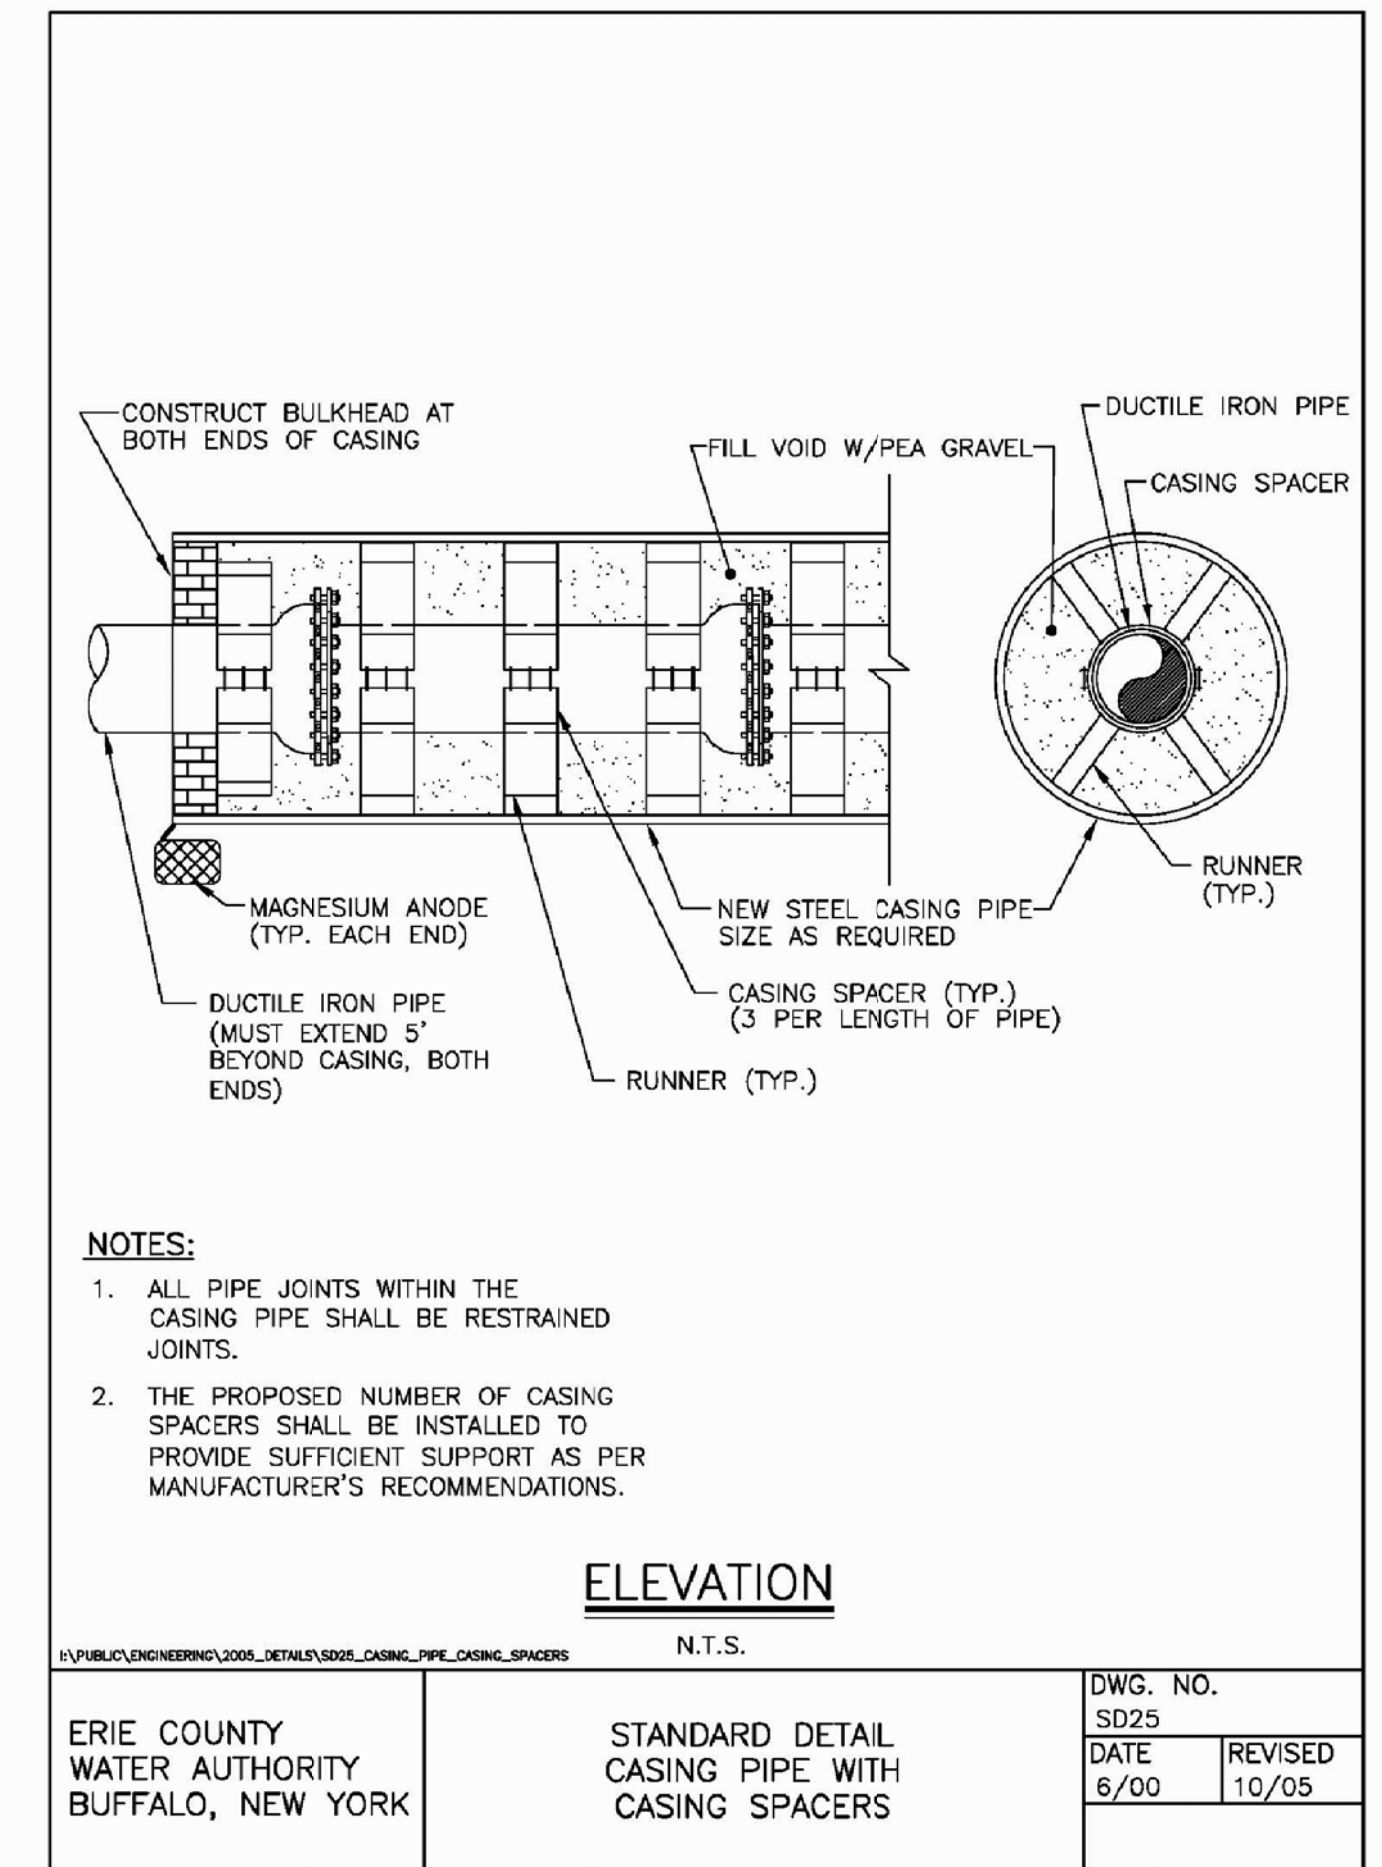 CONSTRUCT BULKHEAD AT
BOTH ENDS OF CASING
FILL VOID W/PEA GRAVEL
DUCTILE IRON PIPE
CASING SPACER
RUNNER
(TYP.)
MAGNESIUM ANODE
(TYP. EACH END)
NEW STEEL CASING PIPE
SIZE AS REQUIRED
DUCTILE IRON PIPE
(MUST EXTEND 5'
BEYOND CASING, BOTH
ENDS)
CASING SPACER (TYP.)
(3 PER LENGTH OF PIPE)
RUNNER (TYP.)
NOTES:
1. ALL PIPE JOINTS WITHIN THE
CASING PIPE SHALL BE RESTRAINED
JOINTS.
2. THE PROPOSED NUMBER OF CASING
SPACERS SHALL BE INSTALLED TO
PROVIDE SUFFICIENT SUPPORT AS PER
MANUFACTURER'S RECOMMENDATIONS.
ELEVATION
N.T.S.
I:\PUBLIC\ENGINEERING\2005_DETAILS\SD25_CASING_PIPE_CASING_SPACERS
ERIE COUNTY
WATER AUTHORITY
BUFFALO, NEW YORK
STANDARD DETAIL
CASING PIPE WITH
CASING SPACERS
DWG. NO.
SD25
DATE
6/00
REVISED
10/05